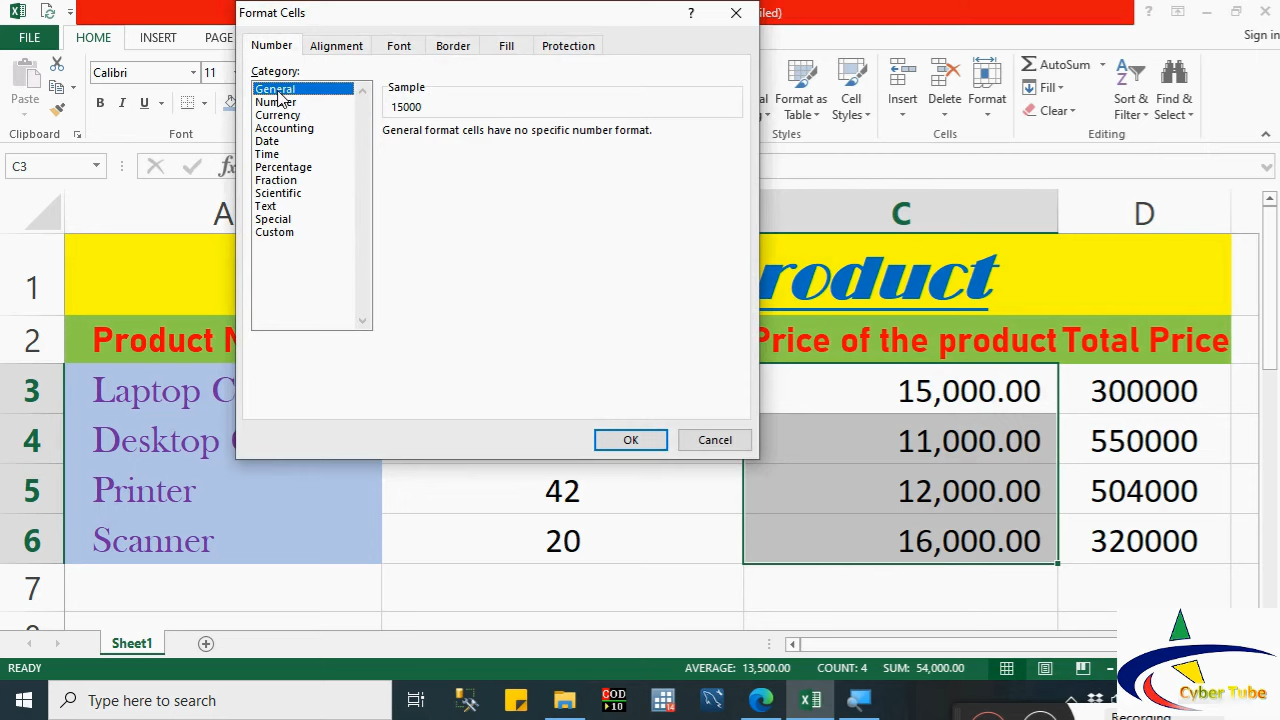 Format Cells
?
led)
?
Sign in
FILE
HOME
INSERT
PAGE
Number
Alignment
Font
Border
Fill
Protection
Paste
Calibri
11
B
I
U
Clipboard
Font
al
Format as
Table
Cell
Styles
Styles
Insert
Delete
Format
Cells
AutoSum
Fill
Clear
Sort &
Filter
Find &
Select
Editing
Category:
General
Number
Currency
Accounting
Date
Time
Percentage
Fraction
Scientific
Text
Special
Custom
Sample
15000
General format cells have no specific number format.
OK
Cancel
C3
fx
A
C
D
1
roduct
2
Product N
Price of the product
Total Price
3
Laptop C
15,000.00
300000
4
Desktop
11,000.00
550000
5
Printer
42
12,000.00
504000
6
Scanner
20
16,000.00
320000
7
Sheet1
READY
AVERAGE: 13,500.00
COUNT: 4
SUM: 54,000.00
Type here to search
COD
10
Cyber Tube
Recording